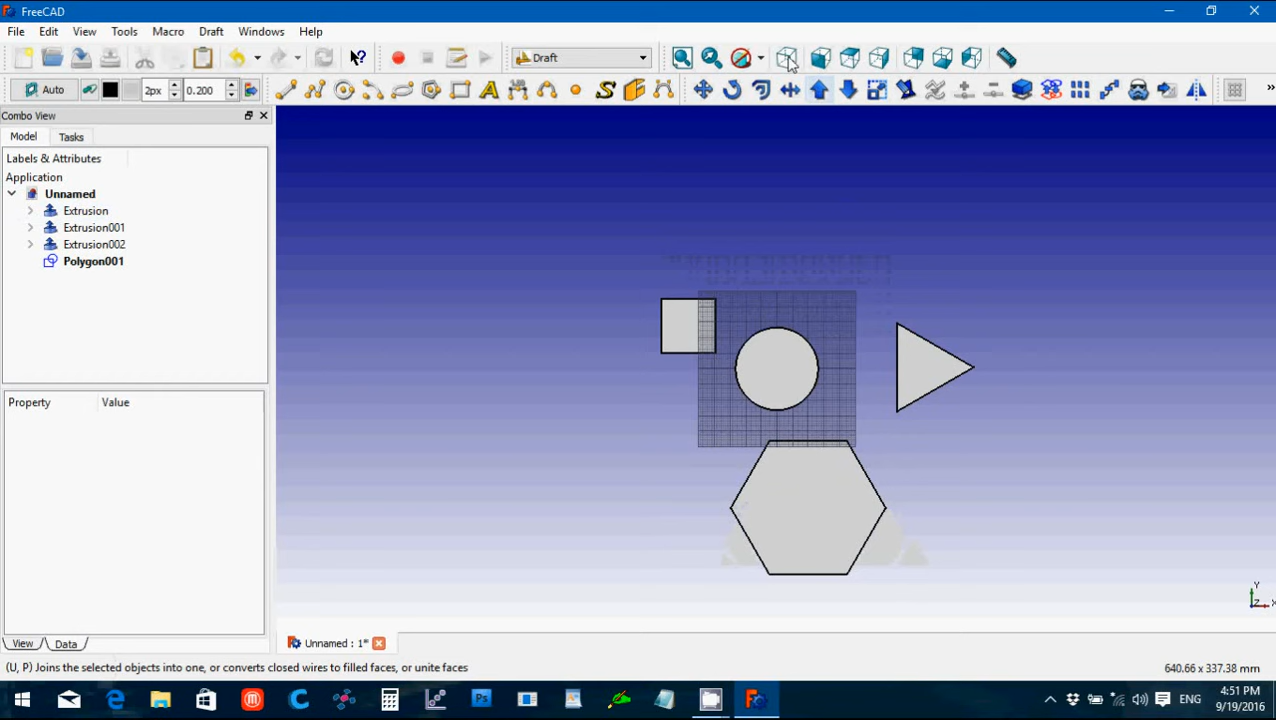 FreeCAD
File Edit View Tools Macro Draft Windows Help
Draft
Auto 2px 0.200 A S »
Combo View
Model Tasks
Labels & Attributes
Application
Unnamed
Extrusion
Extrusion001
Extrusion002
Polygon001
Property Value
Y
Z X
View Data
Unnamed : 1*
(U, P) Joins the selected objects into one, or converts closed wires to filled faces, or unite faces
640.66 x 337.38 mm
Ps
ENG
4:51 PM
9/19/2016